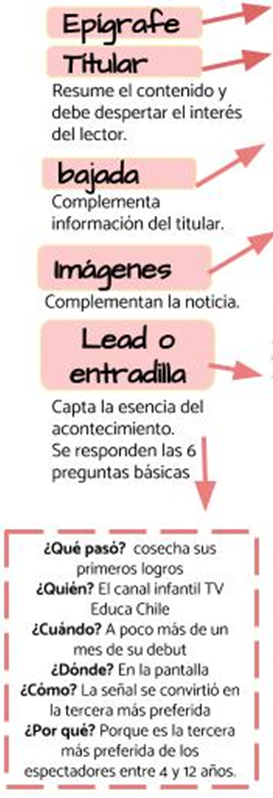 Epígrafe
Titular
Resume el contenido y
debe despertar el interés
del lector.
bajada
Complementa
información del titular.
Imágenes
Complementan la noticia.
Lead o
entradilla
Capta la esencia del
acontecimiento.
Se responden las 6
preguntas básicas
¿Qué pasó? cosecha sus
primeros logros
¿Quién? El canal infantil TV
Educa Chile
¿Cuándo? A poco más de un
mes de su debut
¿Dónde? En la pantalla
¿Cómo? La señal se convirtió en
la tercera más preferida
¿Por qué? Porque es la tercera
más preferida de los
espectadores entre 4 y 12 años.